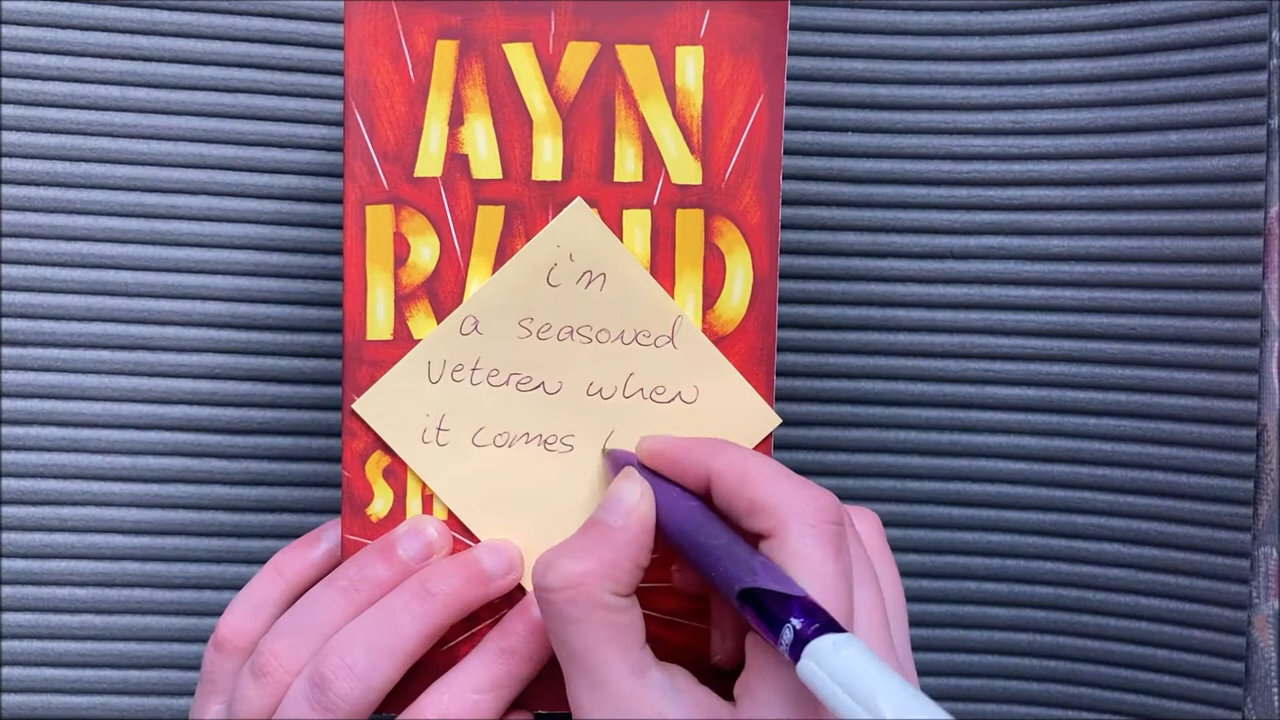 AYN
RAND
i'm
a seasoned
veteren when
it comes